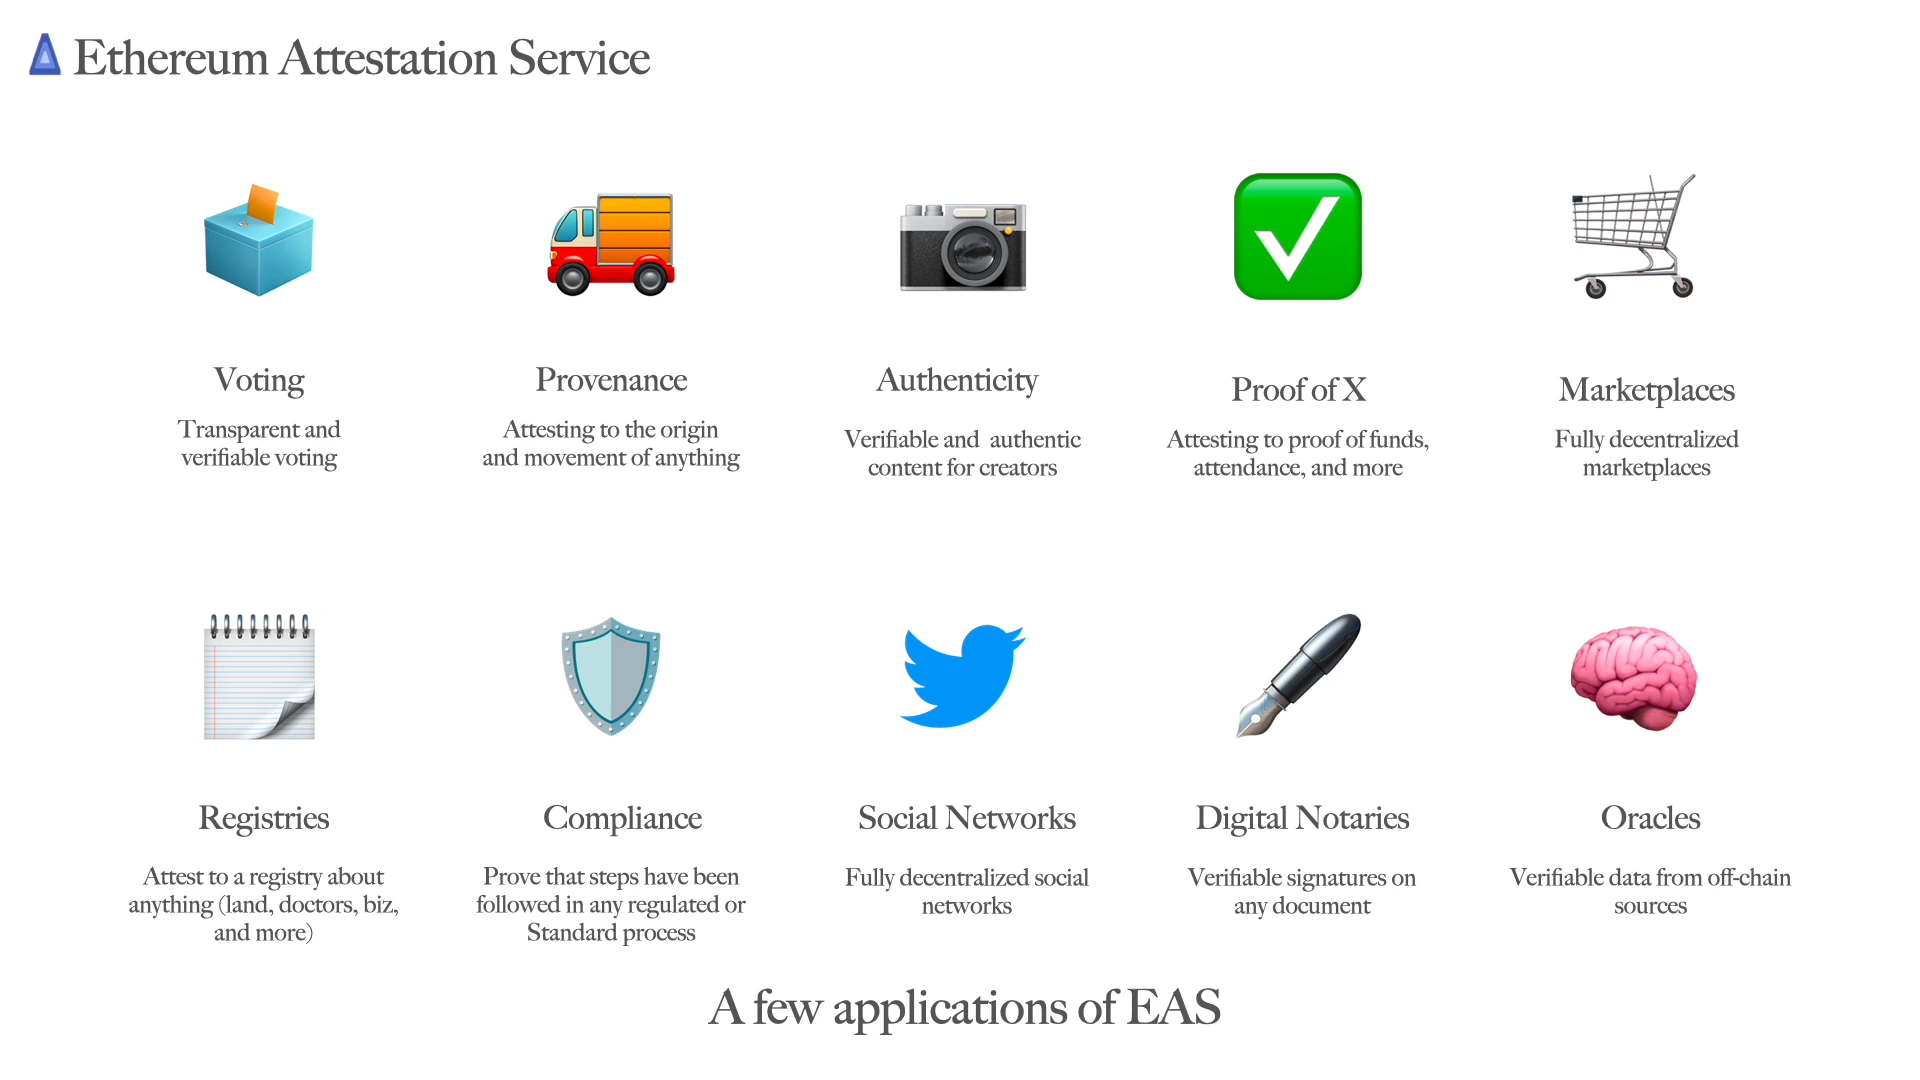 Ethereum Attestation Service
Voting
Transparent and
verifiable voting
Provenance
Attesting to the origin
and movement of anything
Authenticity
Verifiable and authentic
content for creators
Proof of X
Attesting to proof of funds,
attendance, and more
Marketplaces
Fully decentralized
marketplaces
Registries
Attest to a registry about
anything (land, doctors, biz,
and more)
Compliance
Prove that steps have been
followed in any regulated or
Standard process
Social Networks
Fully decentralized social
networks
Digital Notaries
Verifiable signatures on
any document
Oracles
Verifiable data from off-chain
sources
A few applications of EAS